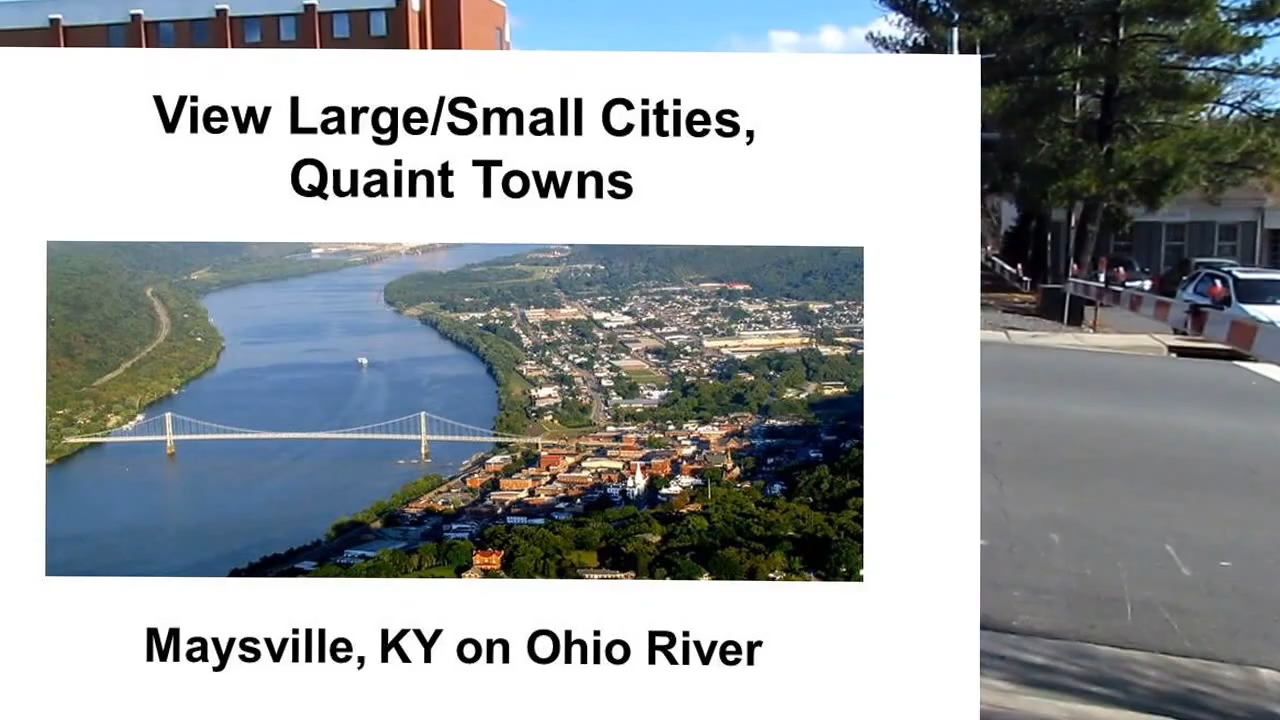 View Large/Small Cities,
Quaint Towns
Maysville, KY on Ohio River